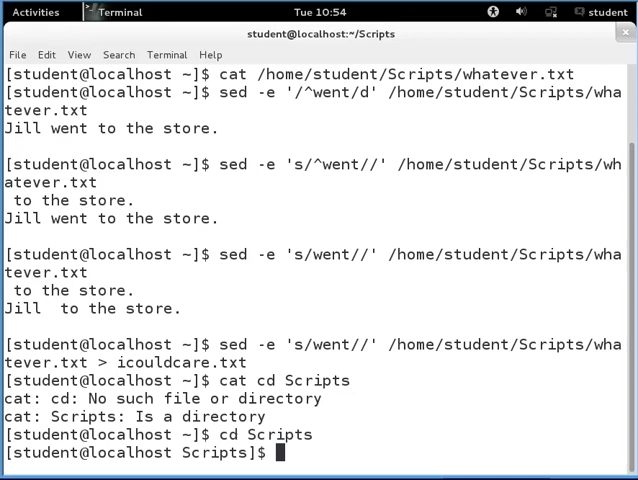 Activities Terminal Tue 10:54 student
student@localhost:~/Scripts ×
File Edit View Search Terminal Help
[student@localhost ~]$ cat /home/student/Scripts/whatever.txt
[student@localhost ~]$ sed -e '/^went/d' /home/student/Scripts/wha
tever.txt
Jill went to the store.
[student@localhost ~]$ sed -e 's/^went//' /home/student/Scripts/wh
atever.txt
 to the store.
Jill went to the store.
[student@localhost ~]$ sed -e 's/went//' /home/student/Scripts/wha
tever.txt
 to the store.
Jill  to the store.
[student@localhost ~]$ sed -e 's/went//' /home/student/Scripts/wha
tever.txt > icouldcare.txt
[student@localhost ~]$ cat cd Scripts
cat: cd: No such file or directory
cat: Scripts: Is a directory
[student@localhost ~]$ cd Scripts
[student@localhost Scripts]$